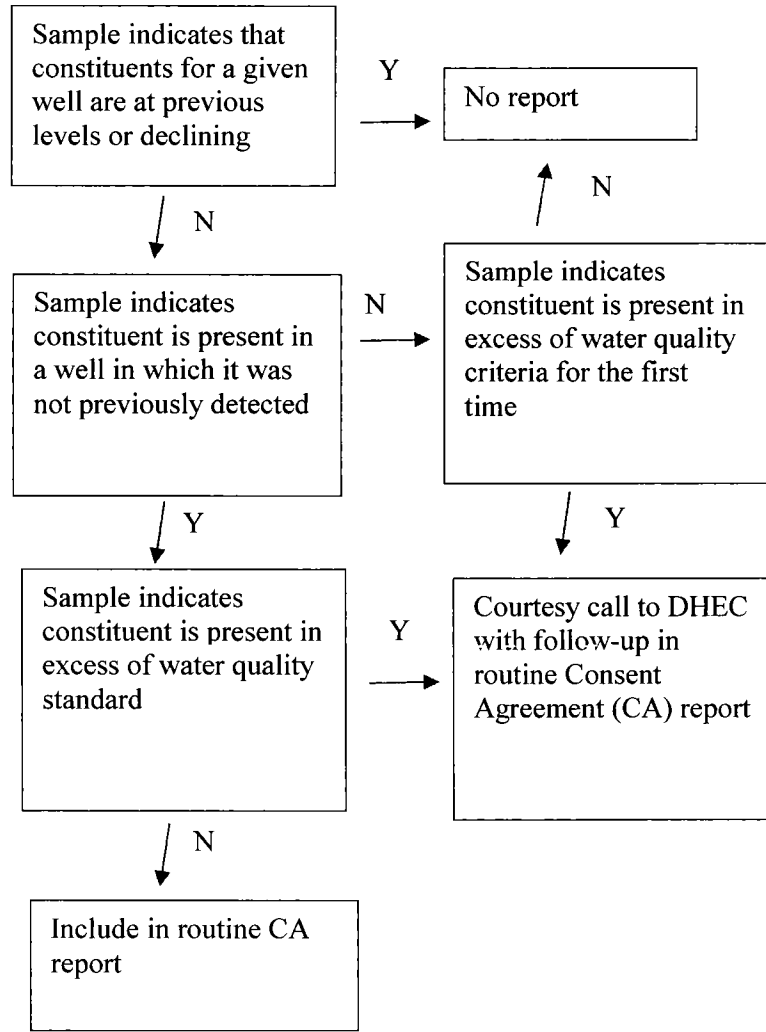 Sample indicates that
constituents for a given
well are at previous
levels or declining
Y
No report
N
N
Sample indicates
constituent is present in
a well in which it was
not previously detected
N
Sample indicates
constituent is present in
excess of water quality
criteria for the first
time
Y
Y
Sample indicates
constituent is present in
excess of water quality
standard
Y
Courtesy call to DHEC
with follow-up in
routine Consent
Agreement (CA) report
N
Include in routine CA
report